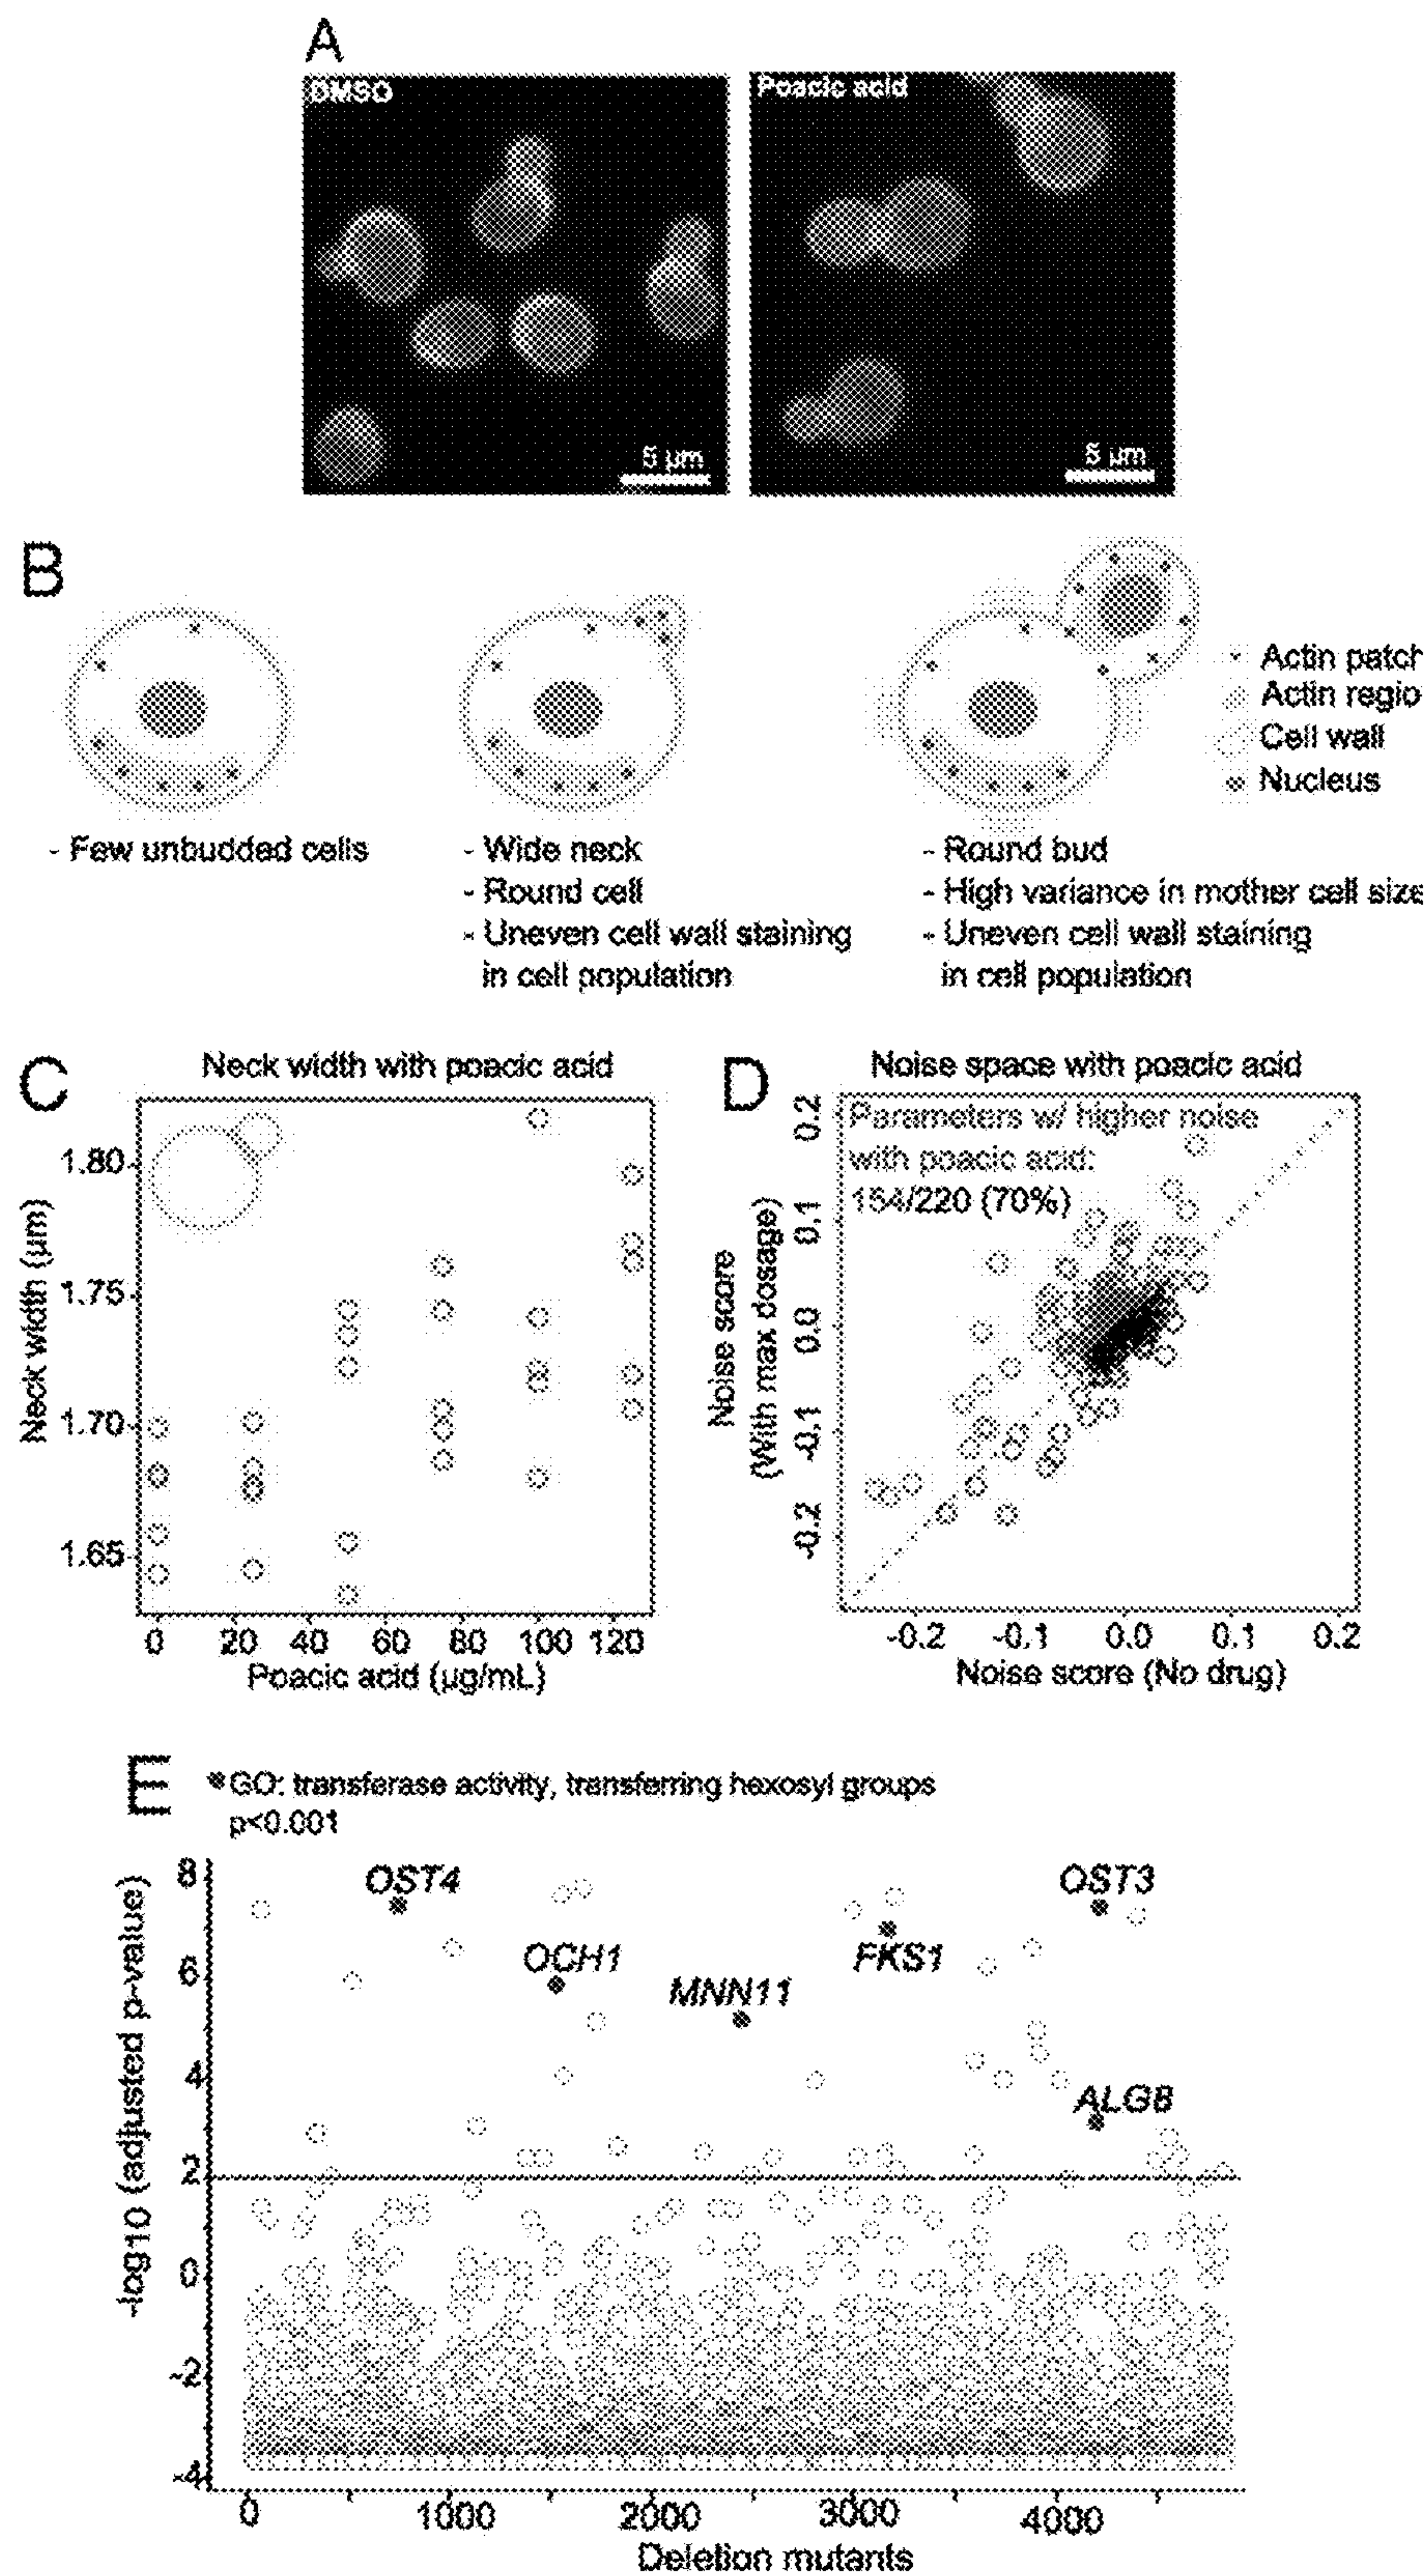 A
DMSO
Poacic acid
5 µm
5 µm
B
Actin patch
Actin regio
Cell wall
Nucleus
- Few unbudded cells
- Wide neck
- Round cell
- Uneven cell wall staining
in cell population
- Round bud
- High variance in mother cell size
- Uneven cell wall staining
in cell population
C
Neck width with poacic acid
Neck width (µm)
1.80
1.75
1.70
1.65
0 20 40 60 80 100 120
Poacic acid (µg/mL)
D
Noise space with poacic acid
Parameters w/ higher noise
with poacic acid:
154/220 (70%)
Noise score
(With max dosage)
0.2
0.1
0.0
-0.1
-0.2
-0.2 -0.1 0.0 0.1 0.2
Noise score (No drug)
E
GO: transferase activity, transferring hexosyl groups
p<0.001
-log10 (adjusted p-value)
8
6
4
2
0
-2
-4
OST4
OST3
OCH1
FKS1
MNN11
ALG8
0 1000 2000 3000 4000
Deletion mutants